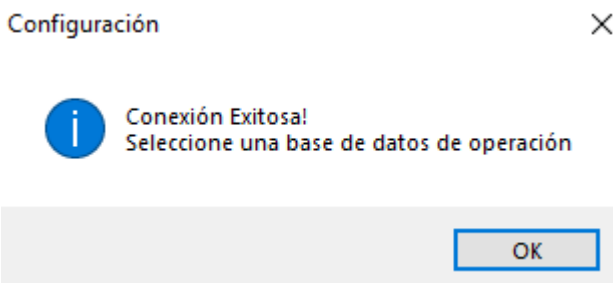 Configuración
Conexión Exitosa!
Seleccione una base de datos de operación
OK